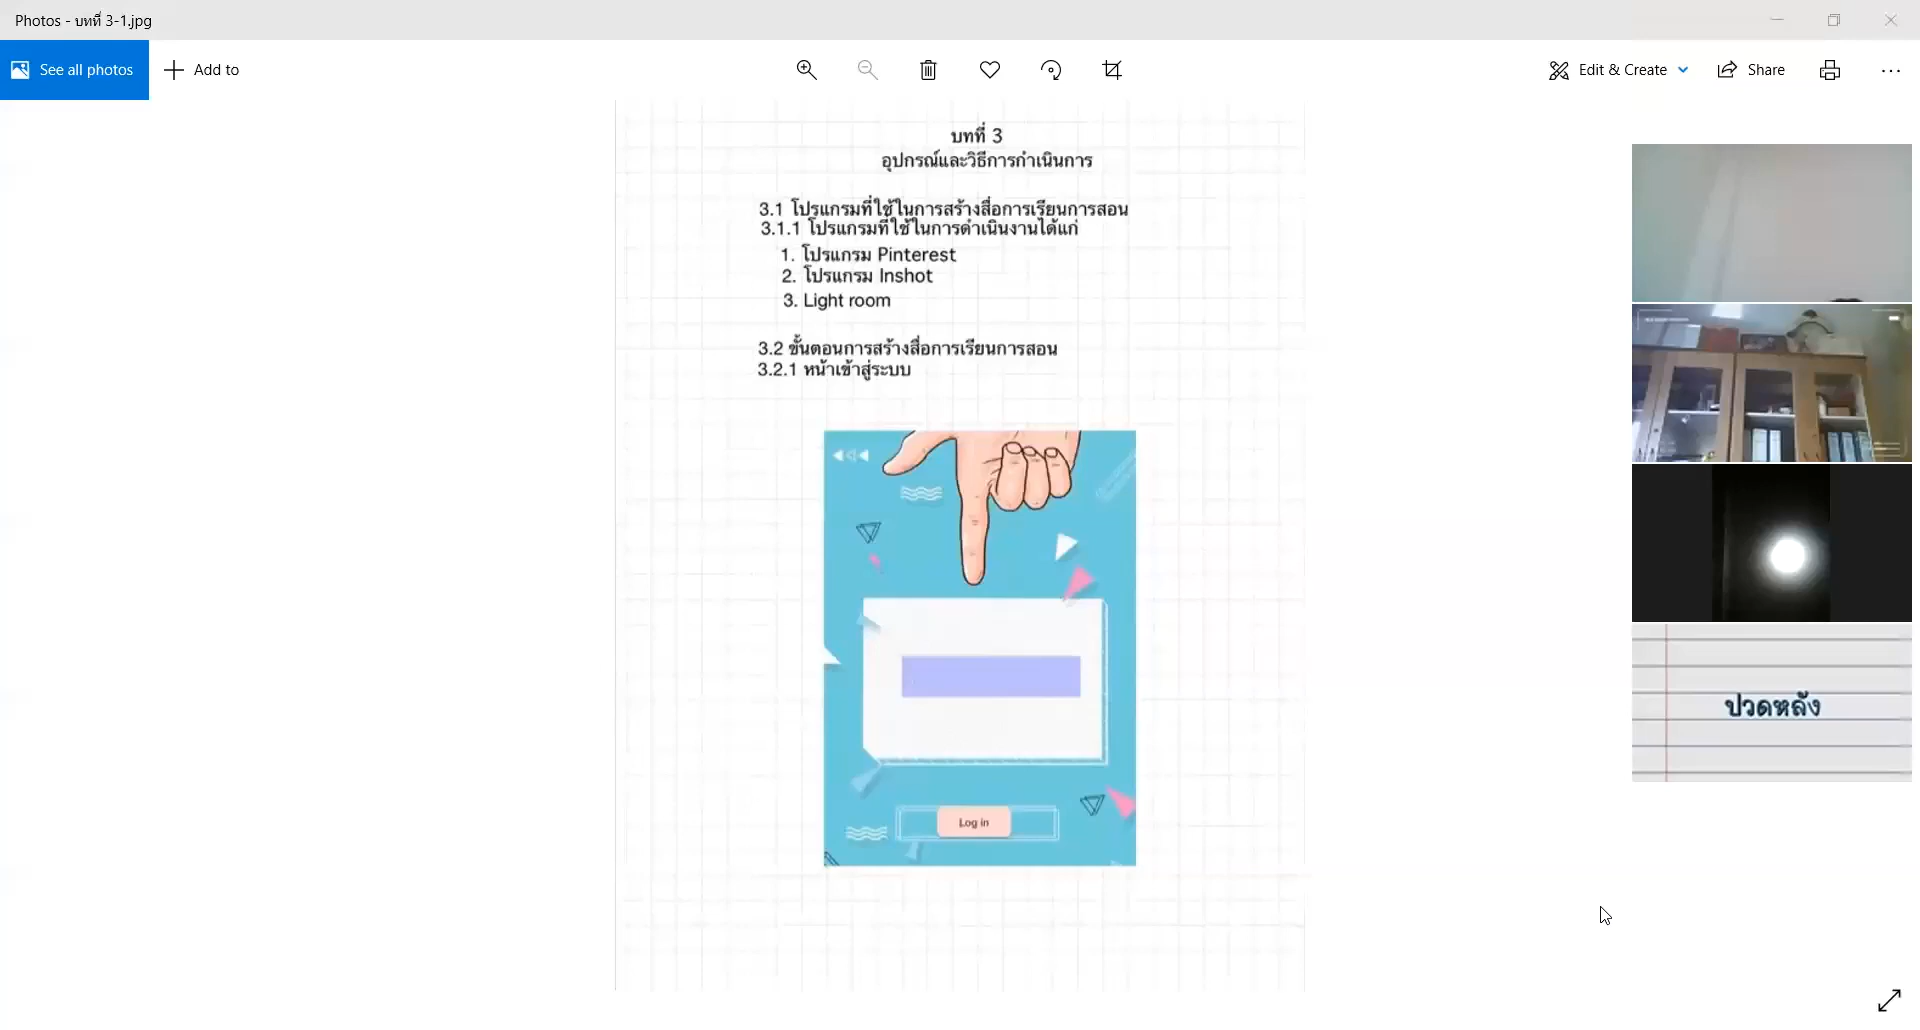 Photos - บทที่ 3-1.jpg
See all photos
Add to
Edit & Create
Share
บทที่ 3
อุปกรณ์และวิธีการกำเนินการ
3.1 โปรแกรมที่ใช้ในการสร้างสื่อการเรียนการสอน
3.1.1 โปรแกรมที่ใช้ในการดำเนินงานได้แก่
1. โปรแกรม Pinterest
2. โปรแกรม Inshot
3. Light room
3.2 ขั้นตอนการสร้างสื่อการเรียนการสอน
3.2.1 หน้าเข้าสู่ระบบ
Log in
ปวดหลัง